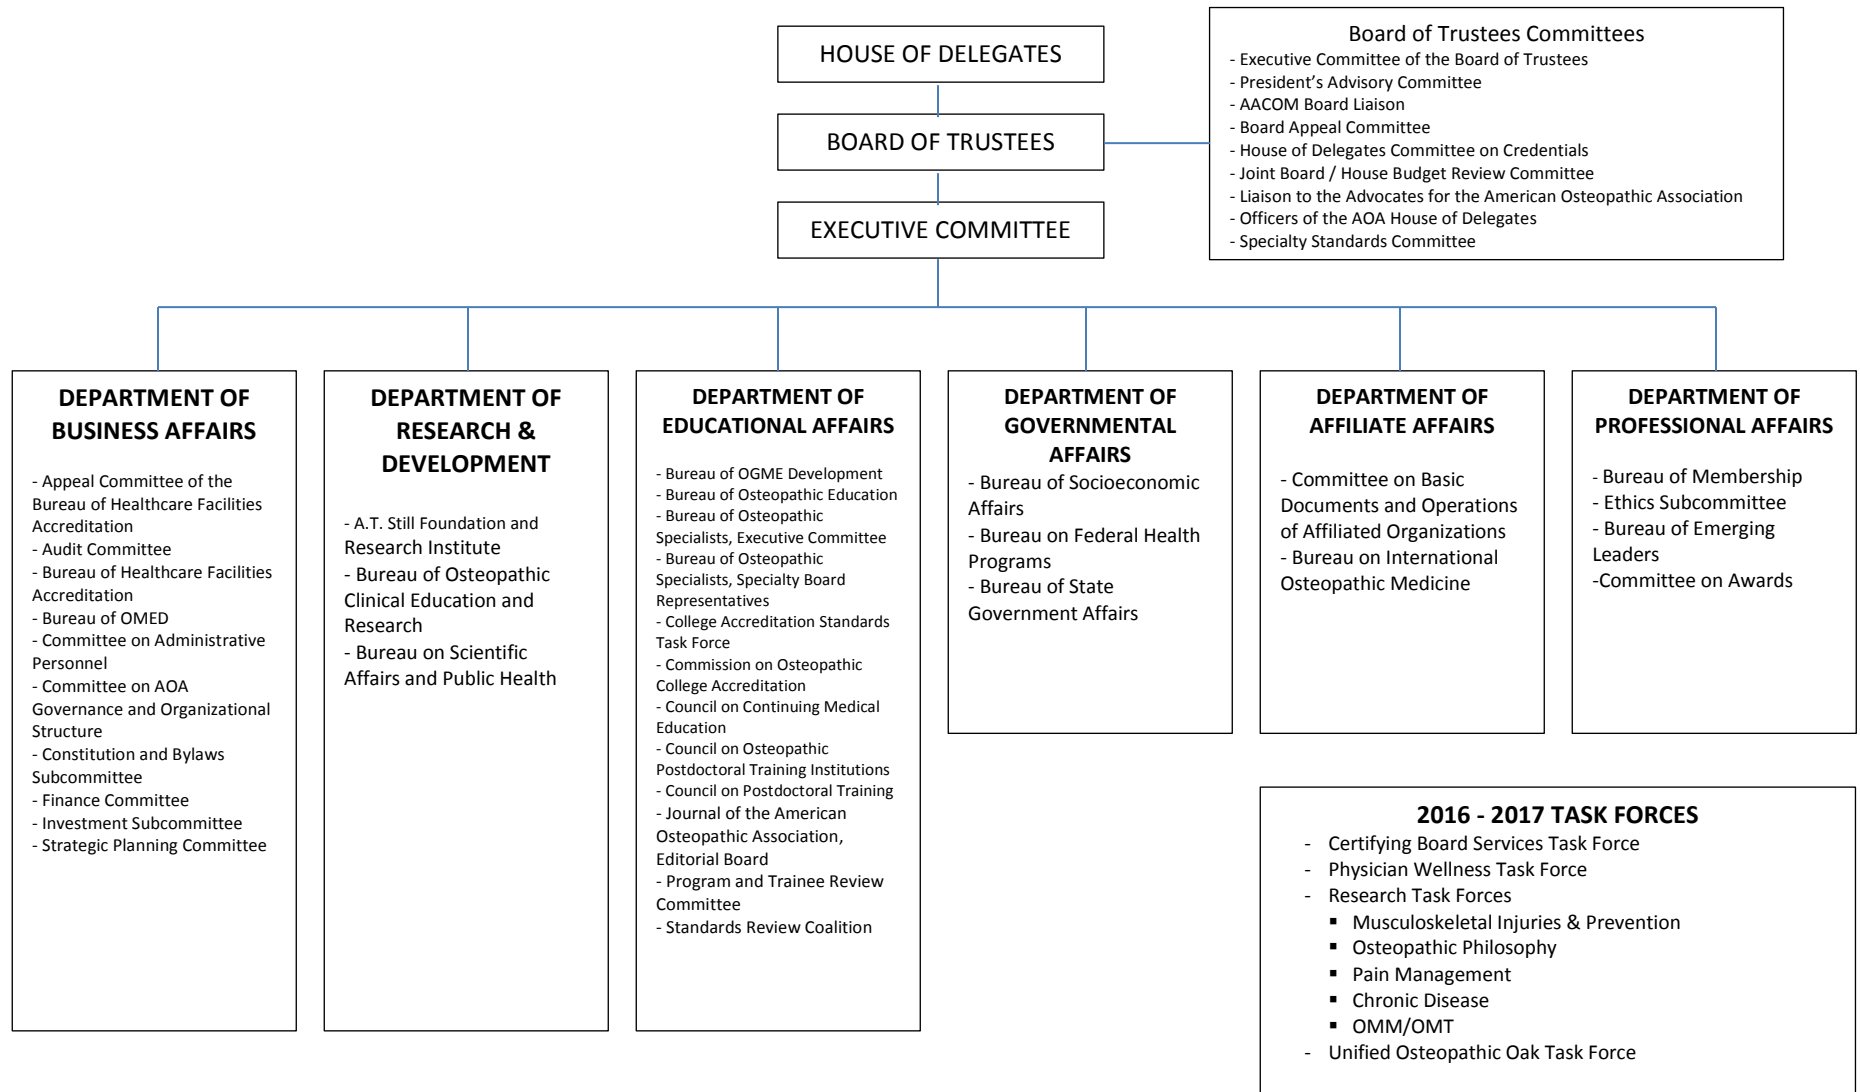 HOUSE OF DELEGATES
BOARD OF TRUSTEES
EXECUTIVE COMMITTEE
Board of Trustees Committees
- Executive Committee of the Board of Trustees
- President’s Advisory Committee
- AACOM Board Liaison
- Board Appeal Committee
- House of Delegates Committee on Credentials
- Joint Board / House Budget Review Committee
- Liaison to the Advocates for the American Osteopathic Association
- Officers of the AOA House of Delegates
- Specialty Standards Committee
DEPARTMENT OF
BUSINESS AFFAIRS
- Appeal Committee of the
Bureau of Healthcare Facilities
Accreditation
- Audit Committee
- Bureau of Healthcare Facilities
Accreditation
- Bureau of OMED
- Committee on Administrative
Personnel
- Committee on AOA
Governance and Organizational
Structure
- Constitution and Bylaws
Subcommittee
- Finance Committee
- Investment Subcommittee
- Strategic Planning Committee
DEPARTMENT OF
RESEARCH &
DEVELOPMENT
- A.T. Still Foundation and
Research Institute
- Bureau of Osteopathic
Clinical Education and
Research
- Bureau on Scientific
Affairs and Public Health
DEPARTMENT OF
EDUCATIONAL AFFAIRS
- Bureau of OGME Development
- Bureau of Osteopathic Education
- Bureau of Osteopathic
Specialists, Executive Committee
- Bureau of Osteopathic
Specialists, Specialty Board
Representatives
- College Accreditation Standards
Task Force
- Commission on Osteopathic
College Accreditation
- Council on Continuing Medical
Education
- Council on Osteopathic
Postdoctoral Training Institutions
- Council on Postdoctoral Training
- Journal of the American
Osteopathic Association,
Editorial Board
- Program and Trainee Review
Committee
- Standards Review Coalition
DEPARTMENT OF
GOVERNMENTAL
AFFAIRS
- Bureau of Socioeconomic
Affairs
- Bureau on Federal Health
Programs
- Bureau of State
Government Affairs
DEPARTMENT OF
AFFILIATE AFFAIRS
- Committee on Basic
Documents and Operations
of Affiliated Organizations
- Bureau on International
Osteopathic Medicine
DEPARTMENT OF
PROFESSIONAL AFFAIRS
- Bureau of Membership
- Ethics Subcommittee
- Bureau of Emerging
Leaders
-Committee on Awards
2016 - 2017 TASK FORCES
- Certifying Board Services Task Force
- Physician Wellness Task Force
- Research Task Forces
▪ Musculoskeletal Injuries & Prevention
▪ Osteopathic Philosophy
▪ Pain Management
▪ Chronic Disease
▪ OMM/OMT
- Unified Osteopathic Oak Task Force